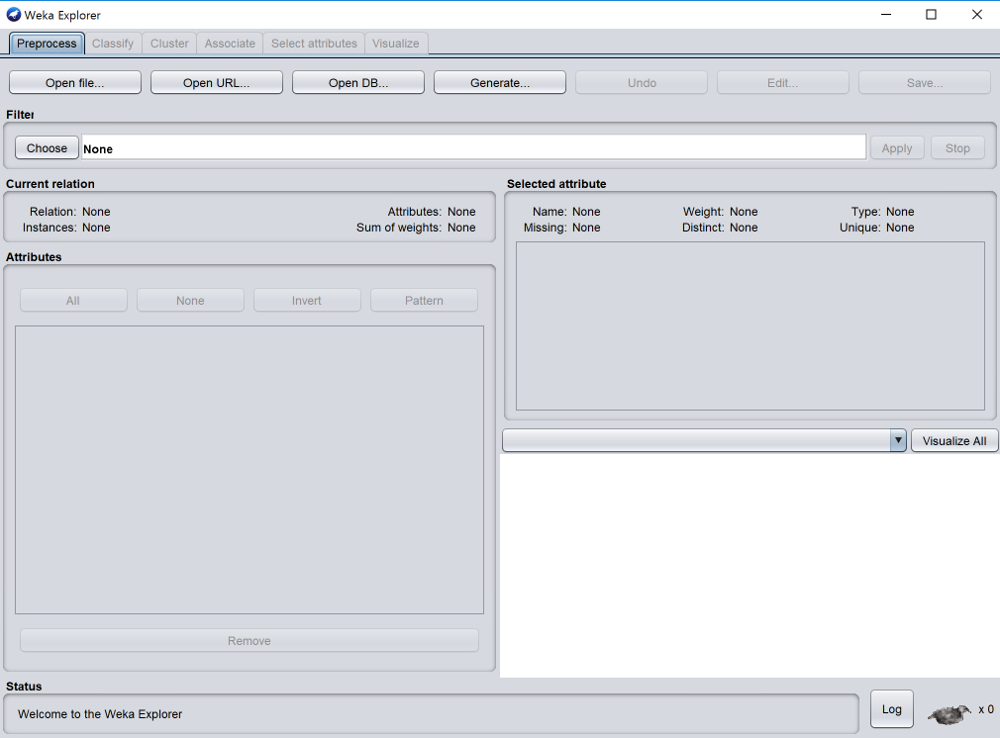 Weka Explorer
Preprocess Classify Cluster Associate Select attributes Visualize
Open file... Open URL... Open DB... Generate... Undo Edit... Save...
Filter
Choose None Apply Stop
Current relation
Relation: None Attributes: None
Instances: None Sum of weights: None
Selected attribute
Name: None Weight: None Type: None
Missing: None Distinct: None Unique: None
Attributes
All None Invert Pattern
Remove
Visualize All
Status
Welcome to the Weka Explorer
Log x 0